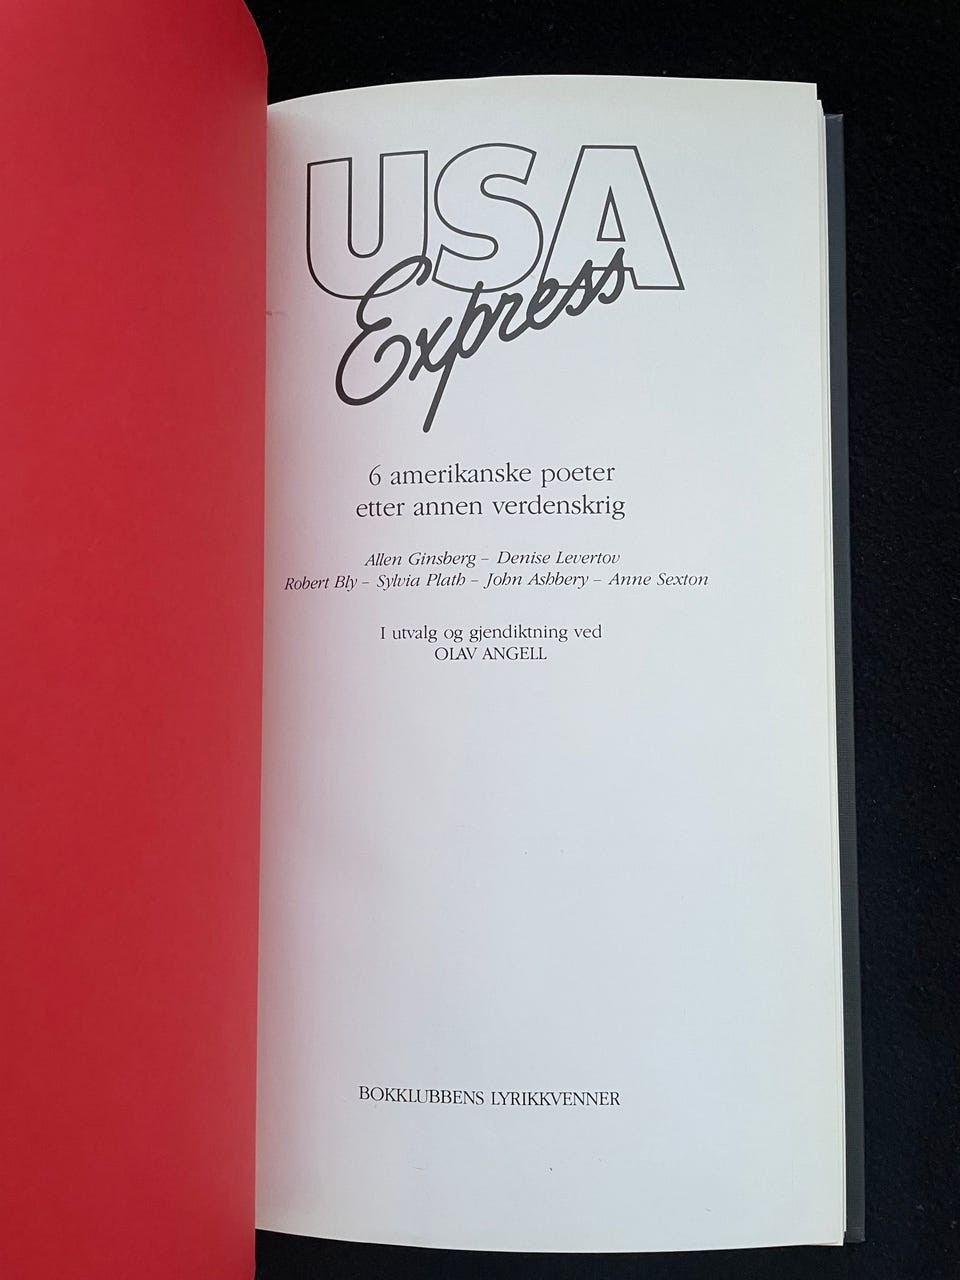 USA
Express
6 amerikanske poeter
etter annen verdenskrig
Allen Ginsberg – Denise Levertov
Robert Bly – Sylvia Plath – John Ashbery – Anne Sexton
I utvalg og gjendiktning ved
OLAV ANGELL
BOKKLUBBENS LYRIKKVENNER